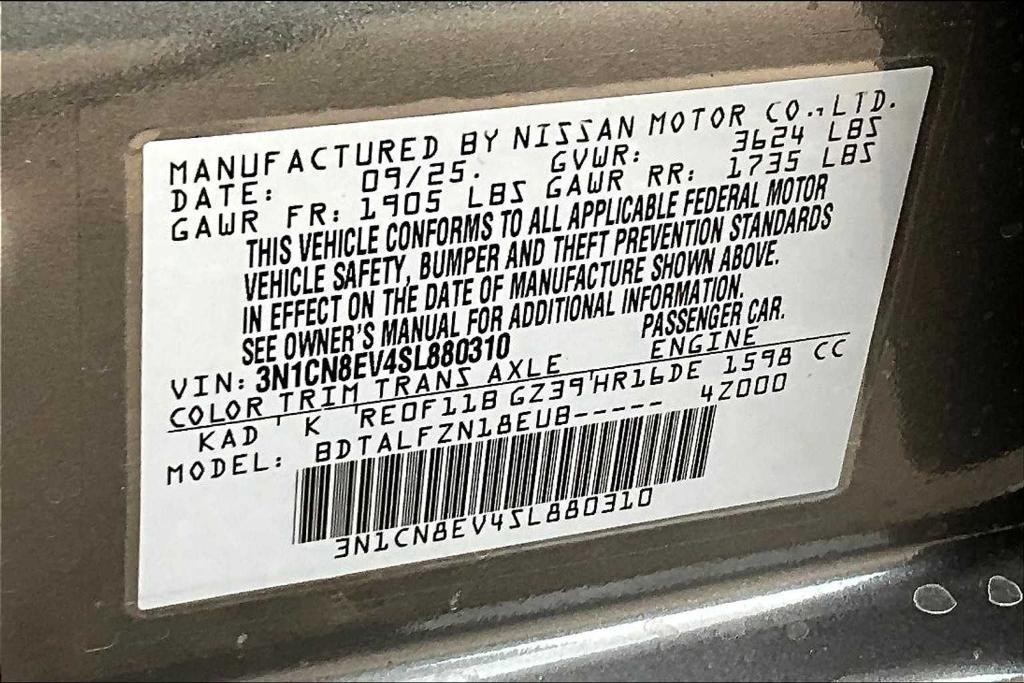 MANUFACTURED BY NISSAN MOTOR CO.,LTD.
DATE: 09/25. GVWR: 3624 LBS
GAWR FR: 1905 LBS GAWR RR: 1735 LBS
THIS VEHICLE CONFORMS TO ALL APPLICABLE FEDERAL MOTOR
VEHICLE SAFETY, BUMPER AND THEFT PREVENTION STANDARDS
IN EFFECT ON THE DATE OF MANUFACTURE SHOWN ABOVE.
SEE OWNER'S MANUAL FOR ADDITIONAL INFORMATION.
VIN: 3N1CN8EV4SL880310 PASSENGER CAR.
COLOR TRIM TRANS AXLE ENGINE
KAD ' K 'RE0F11B GZ39'HR16DE 1598 CC
MODEL: BDTALFZN18EUB----- 4Z000
3N1CN8EV4SL880310